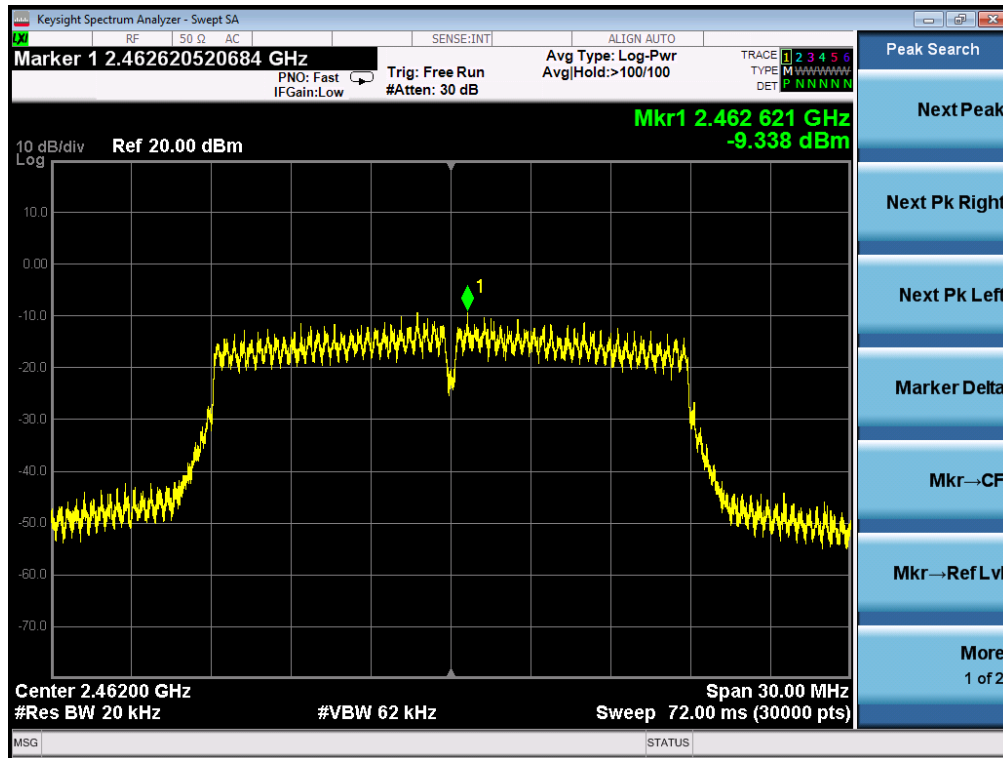 Keysight Spectrum Analyzer - Swept SA
LXI RF 50 Ω AC SENSE:INT ALIGN AUTO
Marker 1 2.462620520684 GHz
PNO: Fast
IFGain:Low
Trig: Free Run
#Atten: 30 dB
Avg Type: Log-Pwr
Avg|Hold:>100/100
TRACE 1 2 3 4 5 6
TYPE M WWWWW
DET P N N N N N
Mkr1 2.462 621 GHz
-9.338 dBm
10 dB/div Ref 20.00 dBm
Log
10.0
0.00
-10.0
-20.0
-30.0
-40.0
-50.0
-60.0
-70.0
1
Center 2.46200 GHz Span 30.00 MHz
#Res BW 20 kHz #VBW 62 kHz Sweep 72.00 ms (30000 pts)
MSG STATUS
Peak Search
Next Peak
Next Pk Right
Next Pk Left
Marker Delta
Mkr→CF
Mkr→Ref Lvl
More
1 of 2